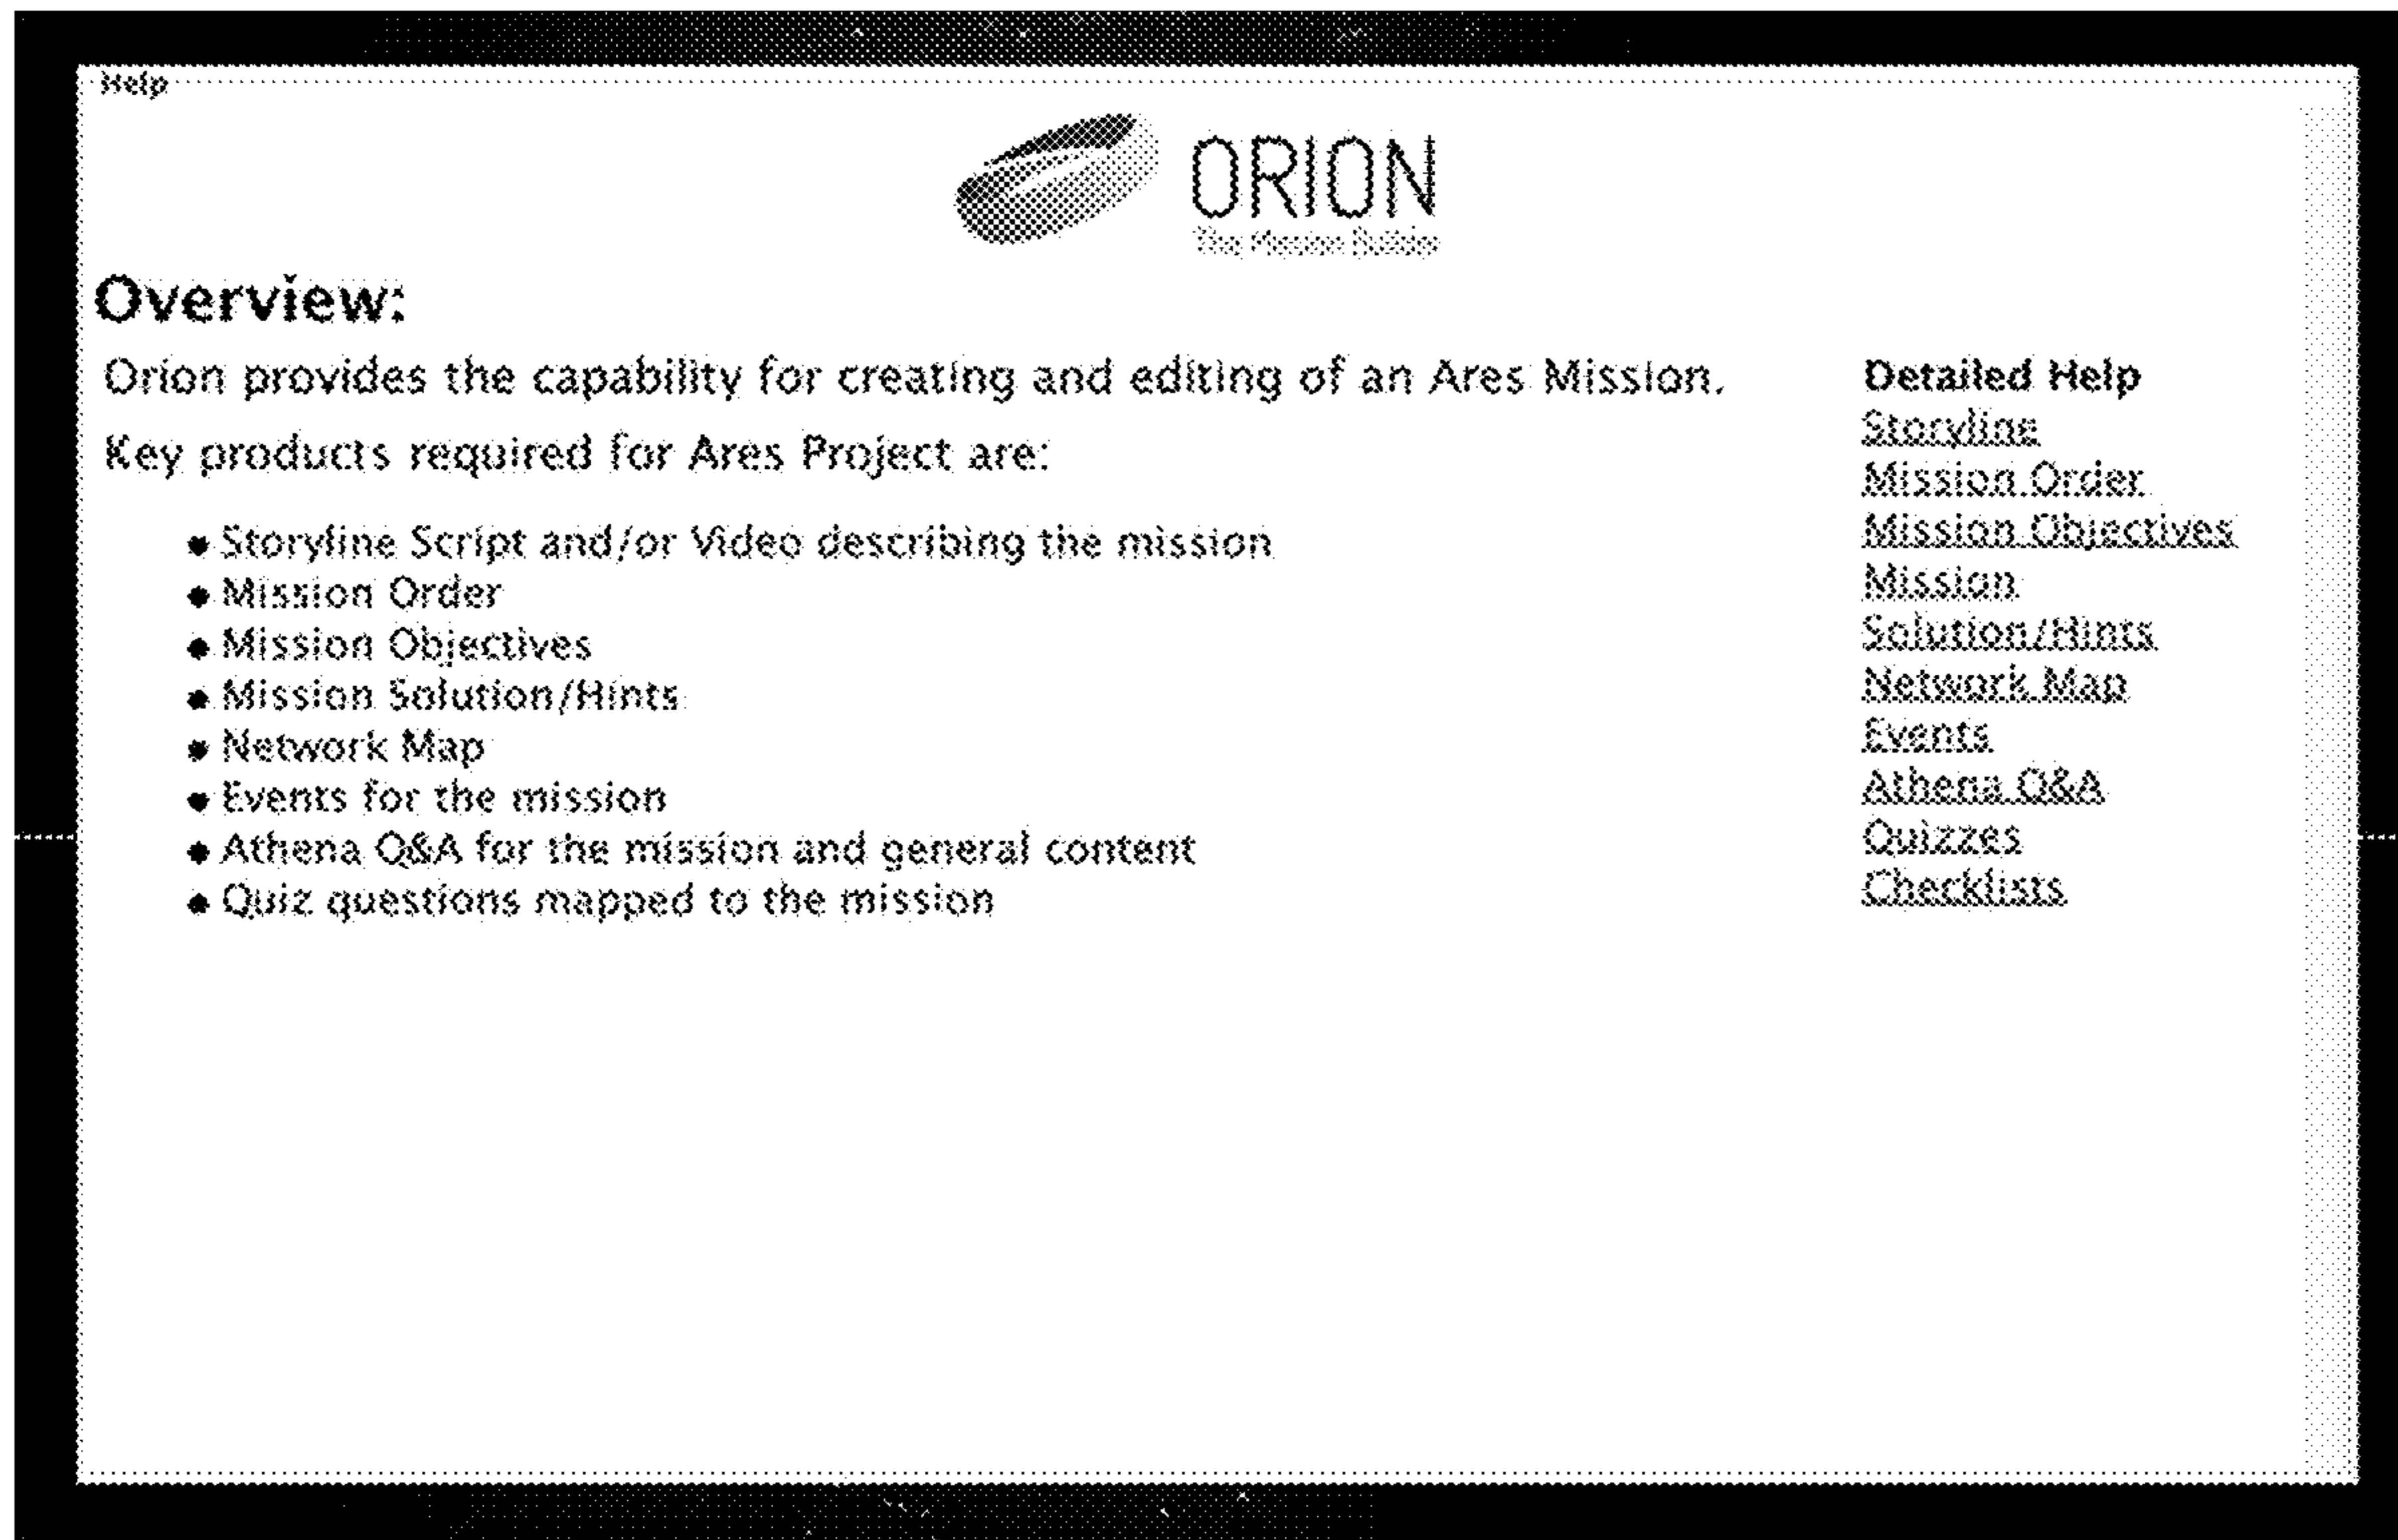 Help
ORION
The Mission Builder
Overview:
Orion provides the capability for creating and editing of an Ares Mission.
Key products required for Ares Project are:
• Storyline Script and/or Video describing the mission
• Mission Order
• Mission Objectives
• Mission Solution/Hints
• Network Map
• Events for the mission
• Athena Q&A for the mission and general content
• Quiz questions mapped to the mission
Detailed Help
Storyline
Mission Order
Mission Objectives
Mission
Solution/Hints
Network Map
Events
Athena Q&A
Quizzes
Checklists